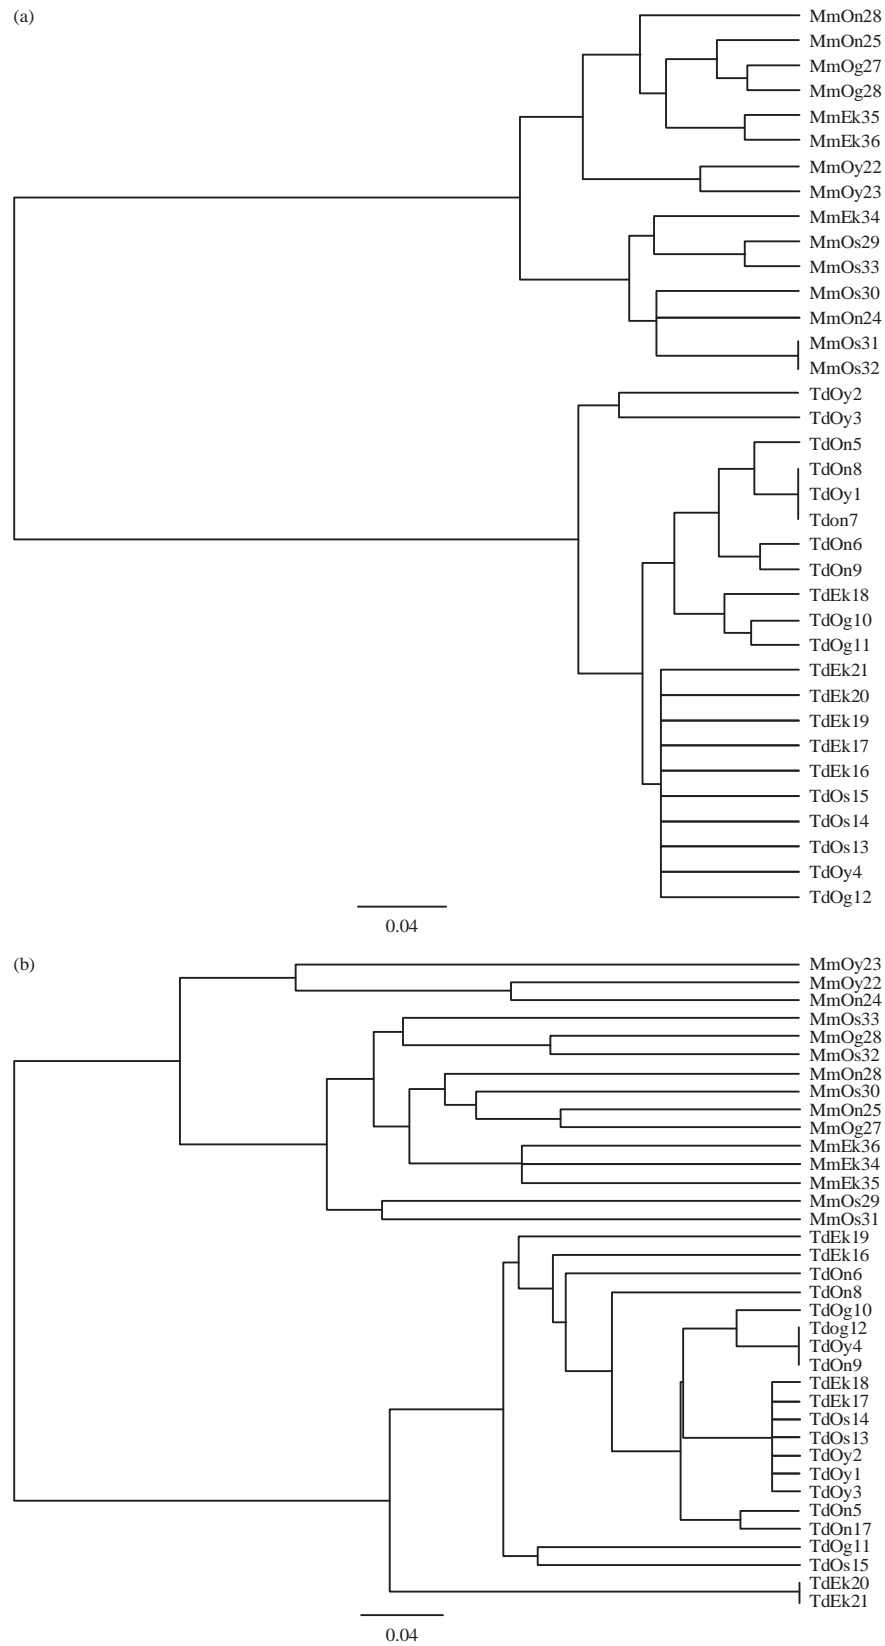 (a)
MmOn28
MmOn25
MmOg27
MmOg28
MmEk35
MmEk36
MmOy22
MmOy23
MmEk34
MmOs29
MmOs33
MmOs30
MmOn24
MmOs31
MmOs32
TdOy2
TdOy3
TdOn5
TdOn8
TdOy1
Tdon7
TdOn6
TdOn9
TdEk18
TdOg10
TdOg11
TdEk21
TdEk20
TdEk19
TdEk17
TdEk16
TdOs15
TdOs14
TdOs13
TdOy4
TdOg12
0.04
(b)
MmOy23
MmOy22
MmOn24
MmOs33
MmOg28
MmOs32
MmOn28
MmOs30
MmOn25
MmOg27
MmEk36
MmEk34
MmEk35
MmOs29
MmOs31
TdEk19
TdEk16
TdOn6
TdOn8
TdOg10
Tdog12
TdOy4
TdOn9
TdEk18
TdEk17
TdOs14
TdOs13
TdOy2
TdOy1
TdOy3
TdOn5
TdOn17
TdOg11
TdOs15
TdEk20
TdEk21
0.04